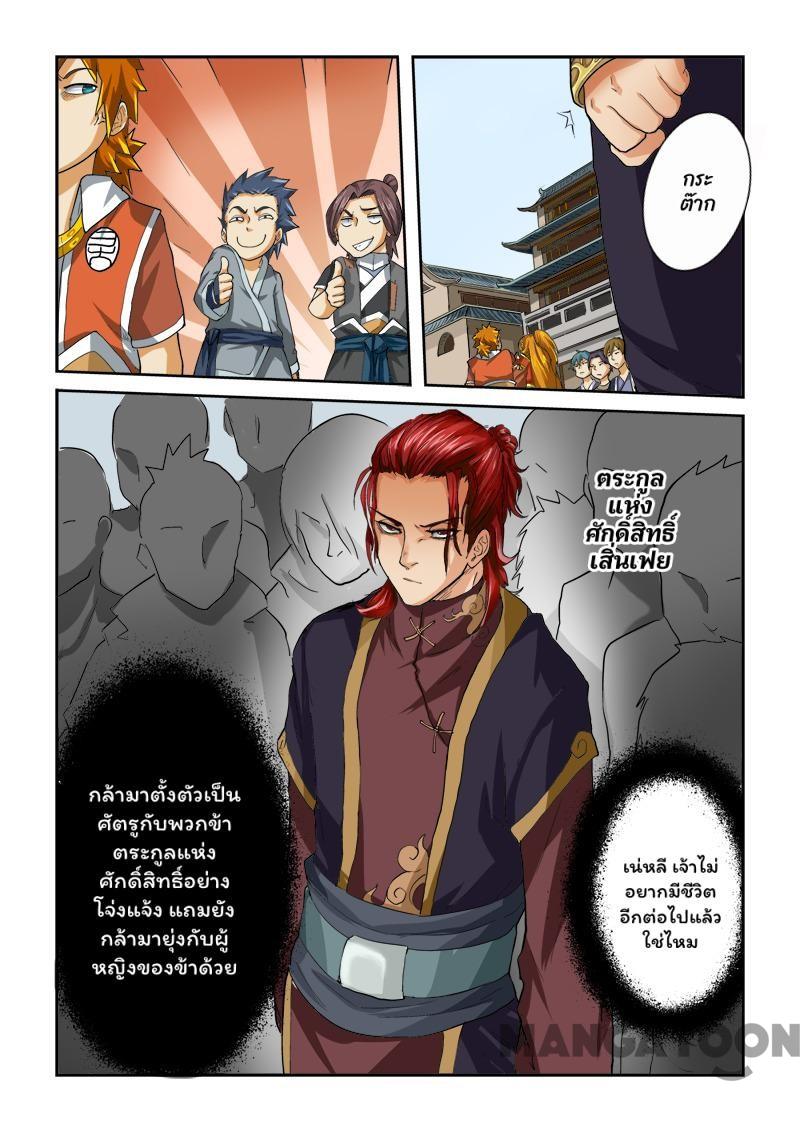 กระ
ต๊าก
ตระกูล
แห่ง
ศักดิ์สิทธิ์
เสิ่นเฟย
กล้ามาตั้งตัวเป็น
ศัตรูกับพวกข้า
ตระกูลแห่ง
ศักดิ์สิทธิ์อย่าง
โจ่งแจ้ง แถมยัง
กล้ามายุ่งกับผู้
หญิงของข้าด้วย
เน่หลี เจ้าไม่
อยากมีชีวิต
อีกต่อไปแล้ว
ใช่ไหม
MANGATOON